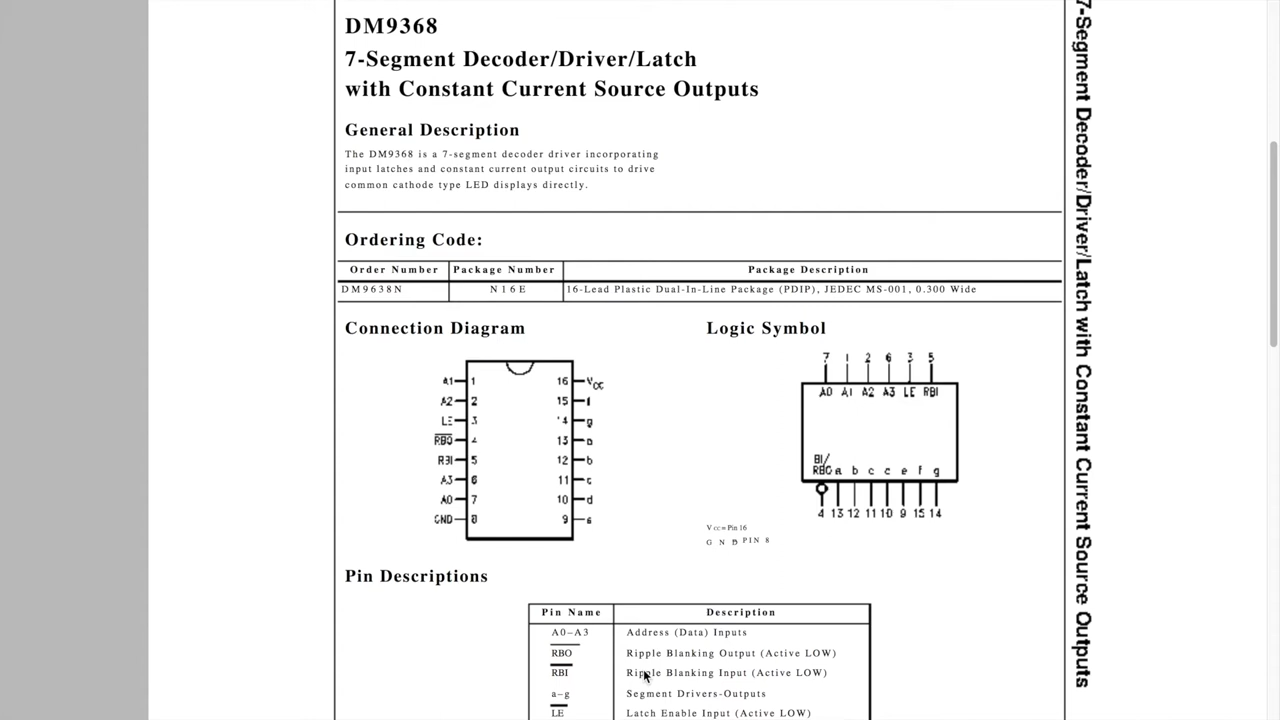 DM9368
7-Segment Decoder/Driver/Latch
with Constant Current Source Outputs
General Description
The DM9368 is a 7-segment decoder driver incorporating
input latches and constant current output circuits to drive
common cathode type LED displays directly.
Ordering Code:
Order Number Package Number Package Description
DM9638N N16E 16-Lead Plastic Dual-In-Line Package (PDIP), JEDEC MS-001, 0.300 Wide
Connection Diagram Logic Symbol
A1 1 16 VCC
A2 2 15 f
LE 3 14 g
RBO 4 13
5 12 b
A3 6 11 c
A0 7 10 d
GND 8 9
7 1 2 6 3 5
A0 A1 A2 A3 LE RBI
BI/
a b c e f g
4 13 12 11 10 9 15 14
VCC = Pin 16
GND PIN 8
Pin Descriptions
Pin Name Description
A0–A3 Address (Data) Inputs
RBO Ripple Blanking Output (Active LOW)
RBI Ripple Blanking Input (Active LOW)
a–g Segment Drivers-Outputs
LE Latch Enable Input (Active LOW)
7-Segment Decoder/Driver/Latch with Constant Current Source Outputs